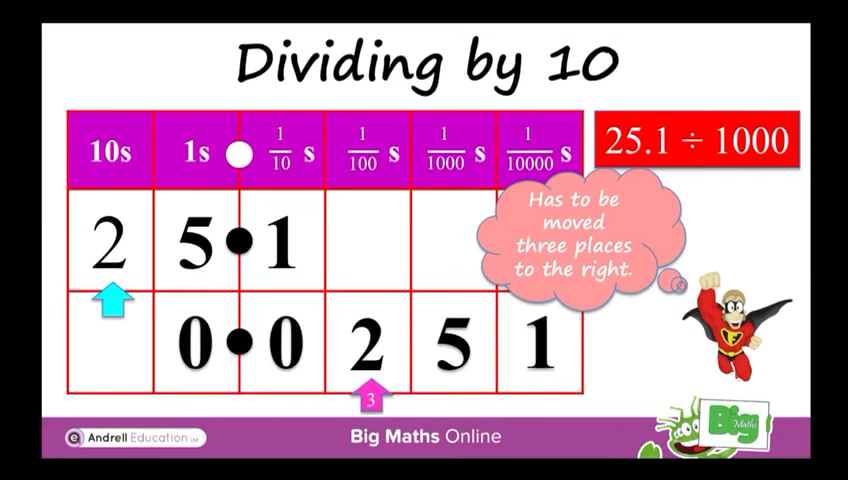 Dividing by 10
10s 1s 1/10 s 1/100 s 1/1000 s 1/10000 s
25.1 ÷ 1000
Has to be
moved
three places
to the right.
2 5 • 1
0 • 0 2 5 1
3
F
e Andrell Education Ltd
Big Maths Online
Big
Maths